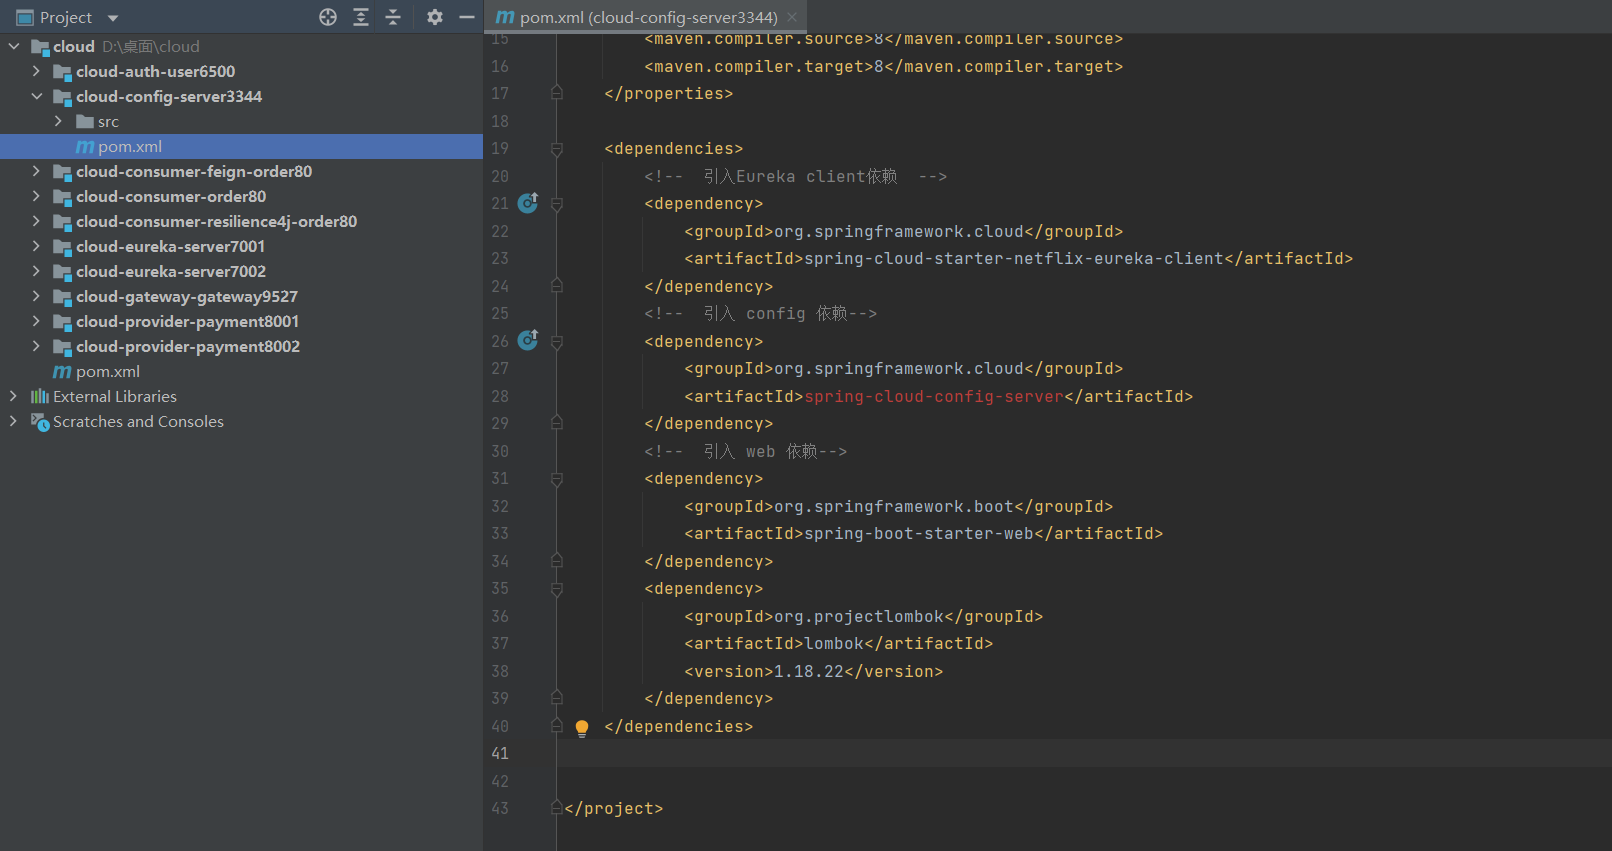 Project
cloud D:\桌面\cloud
cloud-auth-user6500
cloud-config-server3344
src
pom.xml
cloud-consumer-feign-order80
cloud-consumer-order80
cloud-consumer-resilience4j-order80
cloud-eureka-server7001
cloud-eureka-server7002
cloud-gateway-gateway9527
cloud-provider-payment8001
cloud-provider-payment8002
pom.xml
External Libraries
Scratches and Consoles
pom.xml (cloud-config-server3344)
15 <maven.compiler.source>8</maven.compiler.source>
16 <maven.compiler.target>8</maven.compiler.target>
17 </properties>
18
19 <dependencies>
20 <!-- 引入Eureka client依赖 -->
21 <dependency>
22 <groupId>org.springframework.cloud</groupId>
23 <artifactId>spring-cloud-starter-netflix-eureka-client</artifactId>
24 </dependency>
25 <!-- 引入 config 依赖-->
26 <dependency>
27 <groupId>org.springframework.cloud</groupId>
28 <artifactId>spring-cloud-config-server</artifactId>
29 </dependency>
30 <!-- 引入 web 依赖-->
31 <dependency>
32 <groupId>org.springframework.boot</groupId>
33 <artifactId>spring-boot-starter-web</artifactId>
34 </dependency>
35 <dependency>
36 <groupId>org.projectlombok</groupId>
37 <artifactId>lombok</artifactId>
38 <version>1.18.22</version>
39 </dependency>
40 </dependencies>
41
42
43 </project>